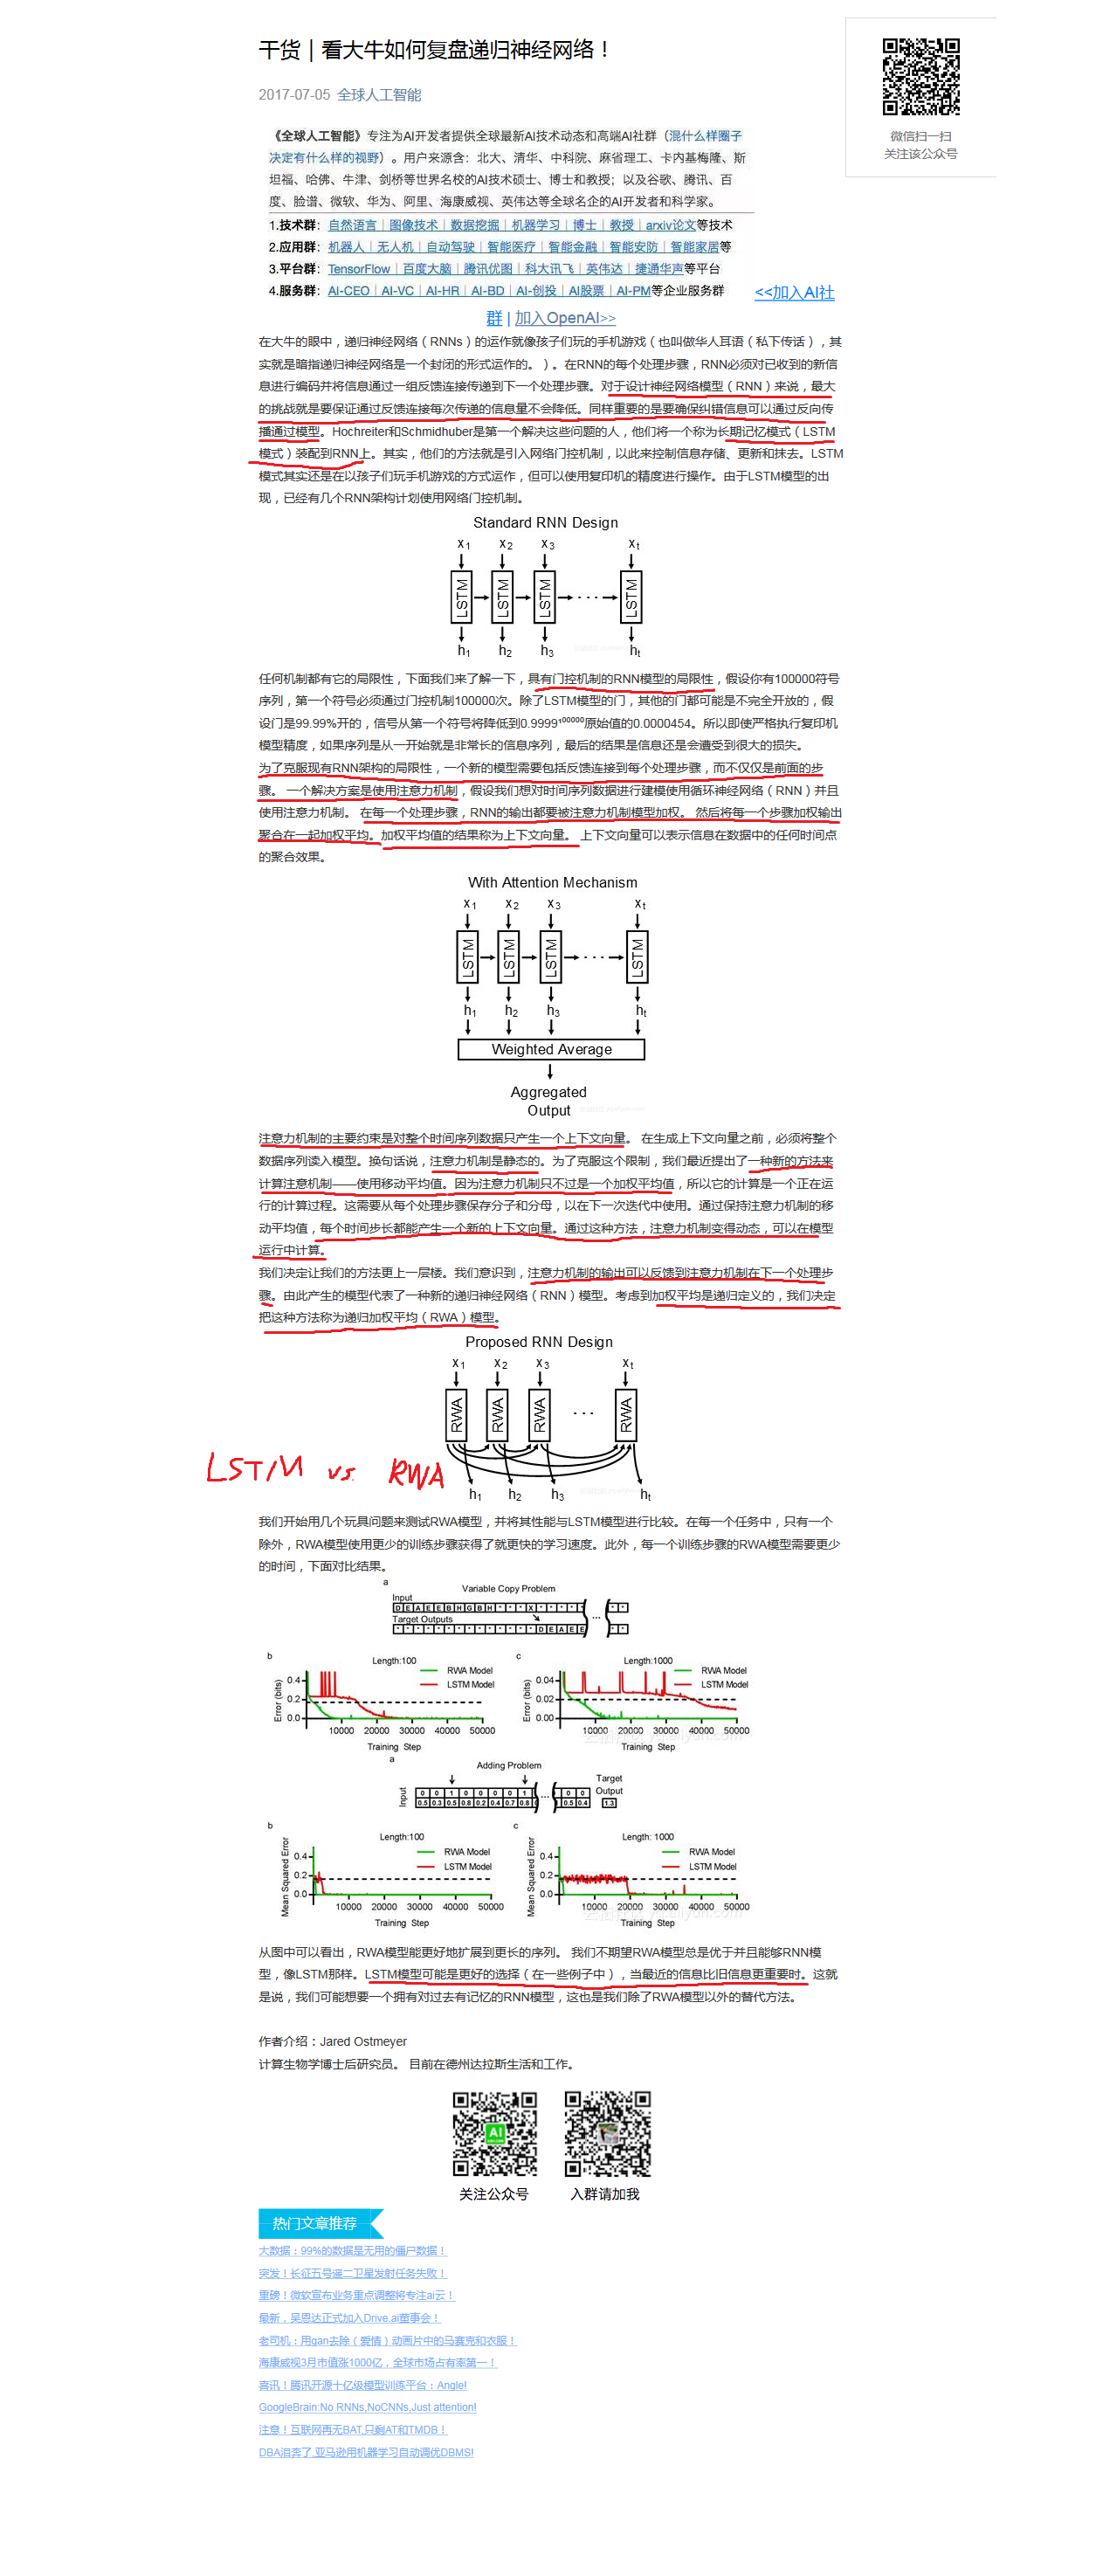 干货 | 看大牛如何复盘递归神经网络！
2017-07-05 全球人工智能
微信扫一扫
关注该公众号
《全球人工智能》专注为AI开发者提供全球最新AI技术动态和高端AI社群（混什么样圈子
决定有什么样的视野）。用户来源含：北大、清华、中科院、麻省理工、卡内基梅隆、斯
坦福、哈佛、牛津、剑桥等世界名校的AI技术硕士、博士和教授；以及谷歌、腾讯、百
度、脸谱、微软、华为、阿里、海康威视、英伟达等全球名企的AI开发者和科学家。
1.技术群：自然语言｜图像技术｜数据挖掘｜机器学习｜博士｜教授｜arxiv论文等技术
2.应用群：机器人｜无人机｜自动驾驶｜智能医疗｜智能金融｜智能安防｜智能家居等
3.平台群：TensorFlow｜百度大脑｜腾讯优图｜科大讯飞｜英伟达｜捷通华声等平台
4.服务群：AI-CEO｜AI-VC｜AI-HR｜AI-BD｜AI-创投｜AI股票｜AI-PM等企业服务群 <<加入AI社
群 | 加入OpenAI>>
在大牛的眼中，递归神经网络（RNNs）的运作就像孩子们玩的手机游戏（也叫做华人耳语（私下传话），其
实就是暗指递归神经网络是一个封闭的形式运作的。）。在RNN的每个处理步骤，RNN必须对已收到的新信
息进行编码并将信息通过一组反馈连接传递到下一个处理步骤。对于设计神经网络模型（RNN）来说，最大
的挑战就是要保证通过反馈连接每次传递的信息量不会降低。同样重要的是要确保纠错信息可以通过反向传
播通过模型。Hochreiter和Schmidhuber是第一个解决这些问题的人，他们将一个称为长期记忆模式（LSTM
模式）装配到RNN上。其实，他们的方法就是引入网络门控机制，以此来控制信息存储、更新和抹去。LSTM
模式其实还是在以孩子们玩手机游戏的方式运作，但可以使用复印机的精度进行操作。由于LSTM模型的出
现，已经有几个RNN架构计划使用网络门控机制。
Standard RNN Design
x1 x2 x3 xt
LSTM LSTM LSTM ··· LSTM
h1 h2 h3 ht
任何机制都有它的局限性，下面我们来了解一下，具有门控机制的RNN模型的局限性，假设你有100000符号
序列，第一个符号必须通过门控机制100000次。除了LSTM模型的门，其他的门都可能是不完全开放的，假
设门是99.99%开的，信号从第一个符号将降低到0.9999¹⁰⁰⁰⁰⁰原始值的0.0000454。所以即使严格执行复印机
模型精度，如果序列是从一开始就是非常长的信息序列，最后的结果是信息还是会遭受到很大的损失。
为了克服现有RNN架构的局限性，一个新的模型需要包括反馈连接到每个处理步骤，而不仅仅是前面的步
骤。 一个解决方案是使用注意力机制，假设我们想对时间序列数据进行建模使用循环神经网络（RNN）并且
使用注意力机制。 在每一个处理步骤，RNN的输出都要被注意力机制模型加权。 然后将每一个步骤加权输出
聚合在一起加权平均。加权平均值的结果称为上下文向量。 上下文向量可以表示信息在数据中的任何时间点
的聚合效果。
With Attention Mechanism
x1 x2 x3 xt
LSTM LSTM LSTM ··· LSTM
h1 h2 h3 ht
Weighted Average
Aggregated
Output
注意力机制的主要约束是对整个时间序列数据只产生一个上下文向量。 在生成上下文向量之前，必须将整个
数据序列读入模型。换句话说，注意力机制是静态的。为了克服这个限制，我们最近提出了一种新的方法来
计算注意机制——使用移动平均值。因为注意力机制只不过是一个加权平均值，所以它的计算是一个正在运
行的计算过程。这需要从每个处理步骤保存分子和分母，以在下一次迭代中使用。通过保持注意力机制的移
动平均值，每个时间步长都能产生一个新的上下文向量。通过这种方法，注意力机制变得动态，可以在模型
运行中计算。
我们决定让我们的方法更上一层楼。我们意识到，注意力机制的输出可以反馈到注意力机制在下一个处理步
骤。由此产生的模型代表了一种新的递归神经网络（RNN）模型。考虑到加权平均是递归定义的，我们决定
把这种方法称为递归加权平均（RWA）模型。
Proposed RNN Design
x1 x2 x3 xt
RWA RWA RWA ··· RWA
h1 h2 h3 ht
LSTM vs. RWA
我们开始用几个玩具问题来测试RWA模型，并将其性能与LSTM模型进行比较。在每一个任务中，只有一个
除外，RWA模型使用更少的训练步骤获得了就更快的学习速度。此外，每一个训练步骤的RWA模型需要更少
的时间，下面对比结果。
a
Variable Copy Problem
Input
D E A E E B H G B H * * * X * * * * * ... * *
Target Outputs
* * * * * * * * * * * * * * D E A E E ... * *
b Length:100
RWA Model
LSTM Model
Error (bits)
0.4
0.2
0.0
10000 20000 30000 40000 50000
Training Step
c Length:1000
RWA Model
LSTM Model
Error (bits)
0.04
0.02
0.00
10000 20000 30000 40000 50000
Training Step
a
Adding Problem
Input
0 0 1 0 0 0 0 1 ... 0 0
0.5 0.3 0.5 0.8 0.2 0.4 0.7 0.8 ... 0.5 0.4
Target
Output
1.3
b Length:100
RWA Model
LSTM Model
Mean Squared Error
0.4
0.2
0.0
10000 20000 30000 40000 50000
Training Step
c Length: 1000
RWA Model
LSTM Model
Mean Squared Error
0.4
0.2
0.0
10000 20000 30000 40000 50000
Training Step
从图中可以看出，RWA模型能更好地扩展到更长的序列。 我们不期望RWA模型总是优于并且能够RNN模
型，像LSTM那样。LSTM模型可能是更好的选择（在一些例子中），当最近的信息比旧信息更重要时。这就
是说，我们可能想要一个拥有对过去有记忆的RNN模型，这也是我们除了RWA模型以外的替代方法。
作者介绍：Jared Ostmeyer
计算生物学博士后研究员。 目前在德州达拉斯生活和工作。
AI
关注公众号 入群请加我
热门文章推荐
大数据：99%的数据是无用的僵尸数据！
突发！长征五号遥二卫星发射任务失败！
重磅！微软宣布业务重点调整将专注ai云！
最新，吴恩达正式加入Drive.ai董事会！
老司机：用gan去除（爱情）动画片中的马赛克和衣服！
海康威视3月市值涨1000亿，全球市场占有率第一！
喜讯！腾讯开源十亿级模型训练平台：Angle!
GoogleBrain:No RNNs,NoCNNs,Just attention!
注意！互联网再无BAT,只剩AT和TMDB！
DBA泪奔了,亚马逊用机器学习自动调优DBMS!